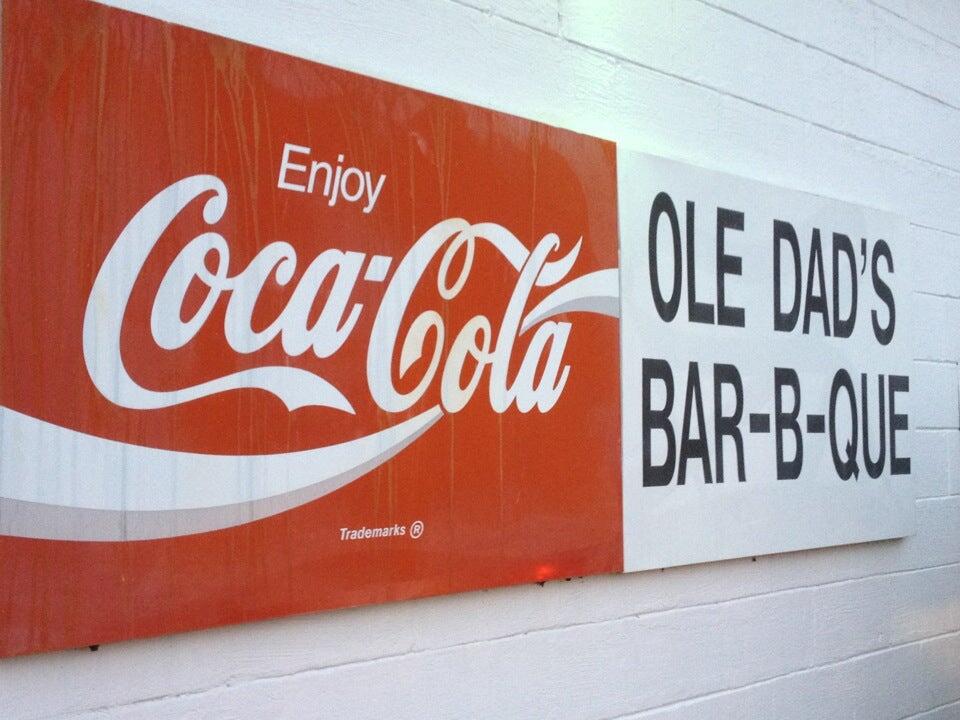 Enjoy
Coca-Cola
Trademarks ®
OLE DAD'S
BAR-B-QUE